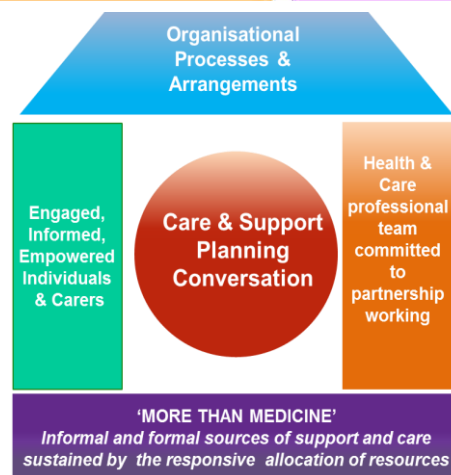 Organisational
Processes &
Arrangements
Engaged,
Informed,
Empowered
Individuals
& Carers
Care & Support
Planning
Conversation
Health &
Care
professional
team
committed
to
partnership
working
‘MORE THAN MEDICINE’
Informal and formal sources of support and care
sustained by the responsive allocation of resources